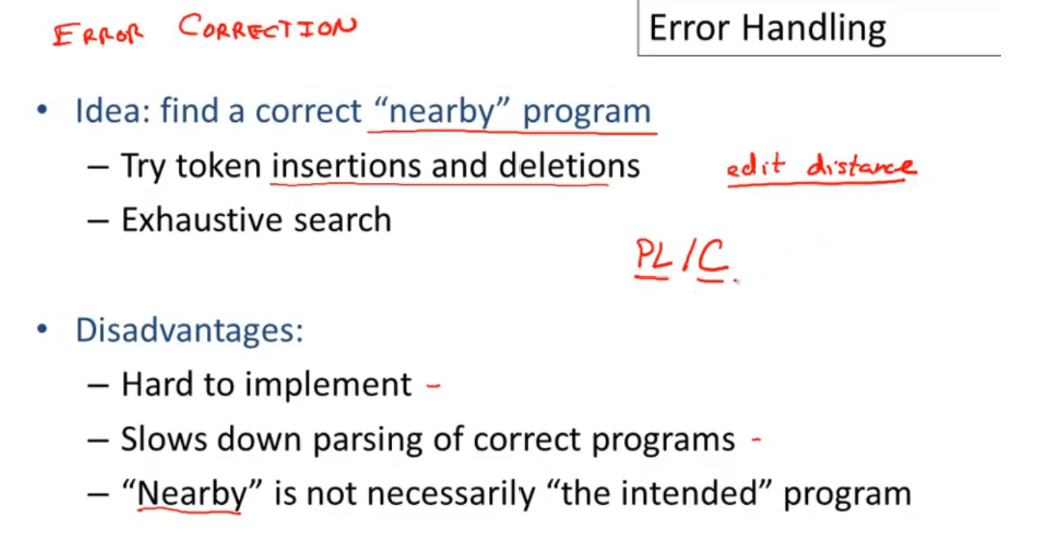 ERROR CORRECTION
Error Handling
• Idea: find a correct “nearby” program
– Try token insertions and deletions
edit distance
– Exhaustive search
PL/C
• Disadvantages:
– Hard to implement
– Slows down parsing of correct programs
– “Nearby” is not necessarily “the intended” program